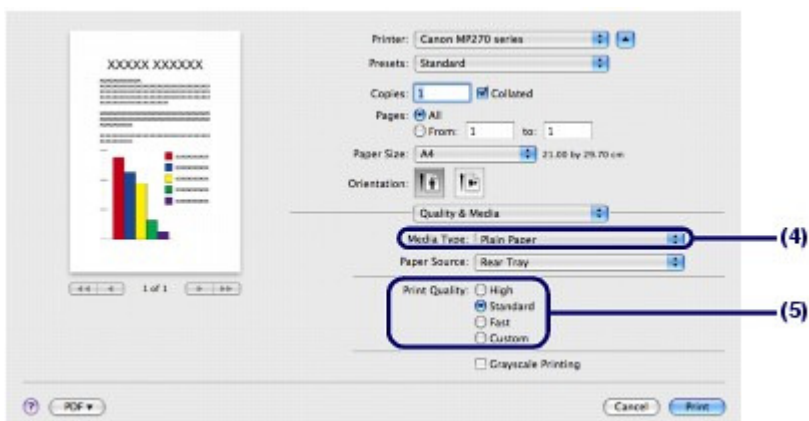 XXXXX XXXXXX
1 of 1
Printer: Canon MP270 series
Presets: Standard
Copies: 1 Collated
Pages: All
From: 1 to: 1
Paper Size: A4 21.00 by 29.70 cm
Orientation:
Quality & Media
Media Type: Plain Paper
(4)
Paper Source: Rear Tray
Print Quality: High
Standard
(5)
Fast
Custom
Grayscale Printing
? PDF Cancel Print